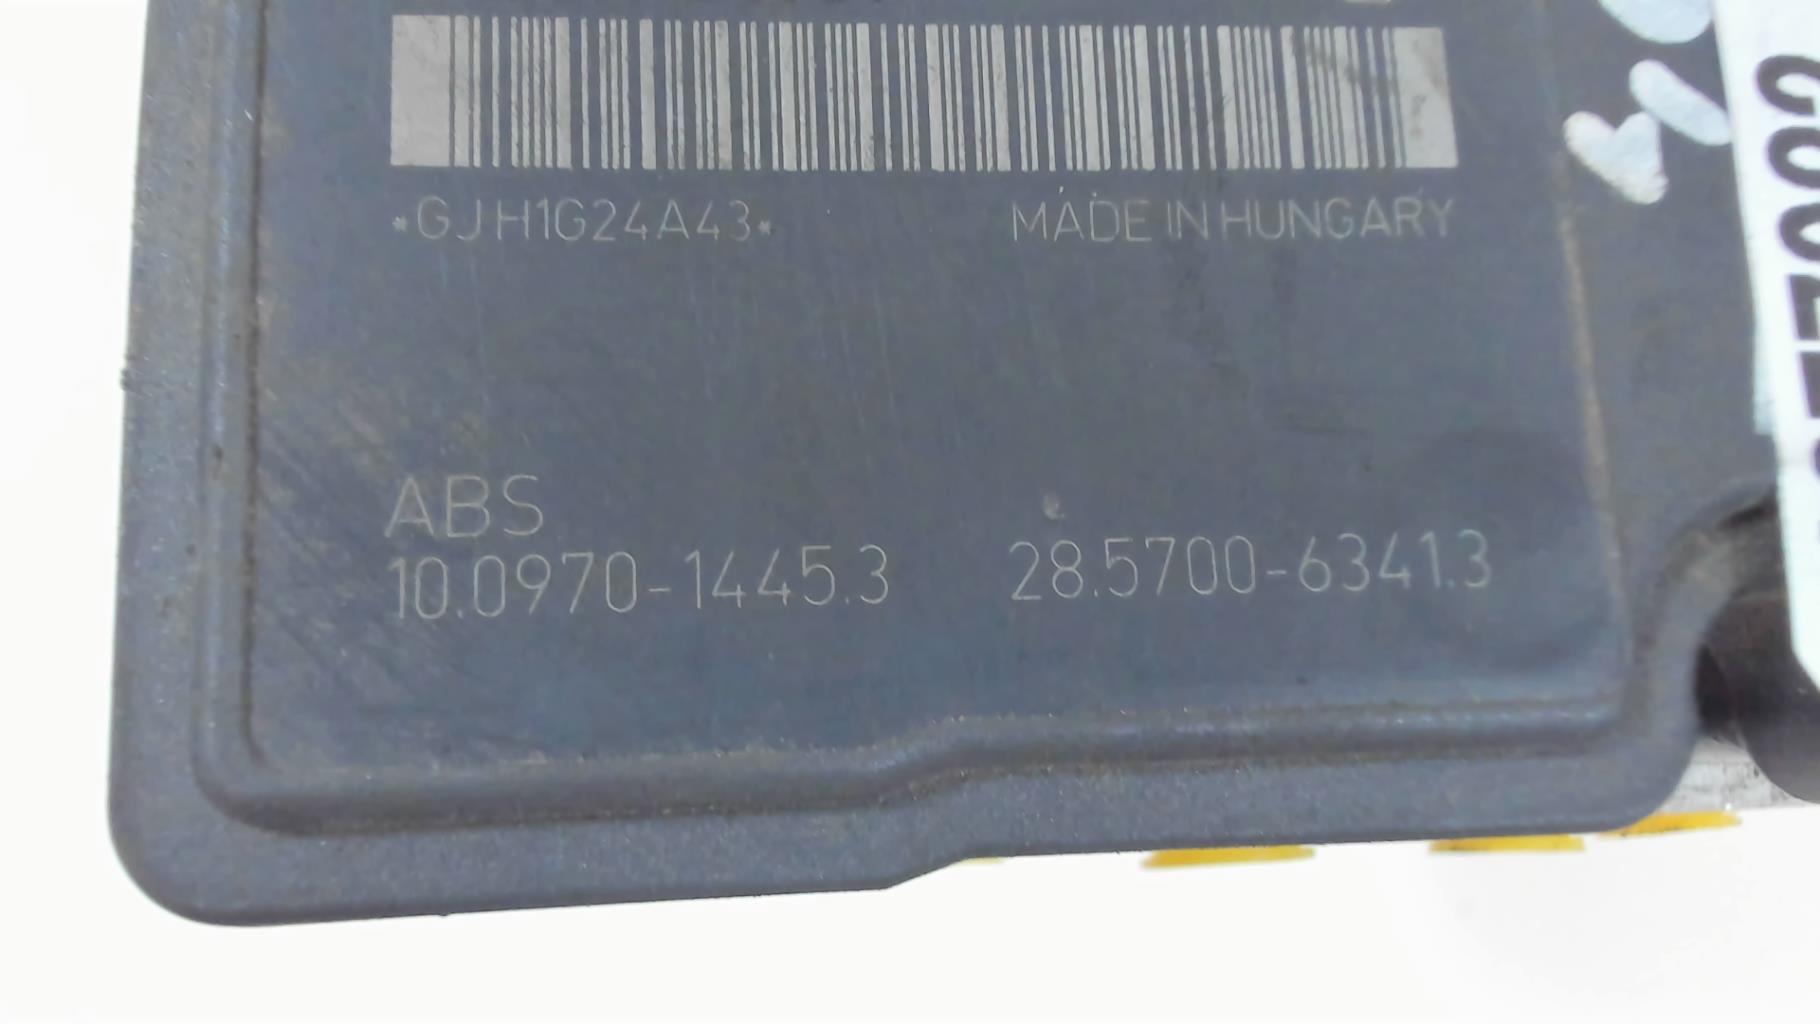 *GJH1G24A43* MADE IN HUNGARY
ABS
10.0970-1445.3 28.5700-6341.3